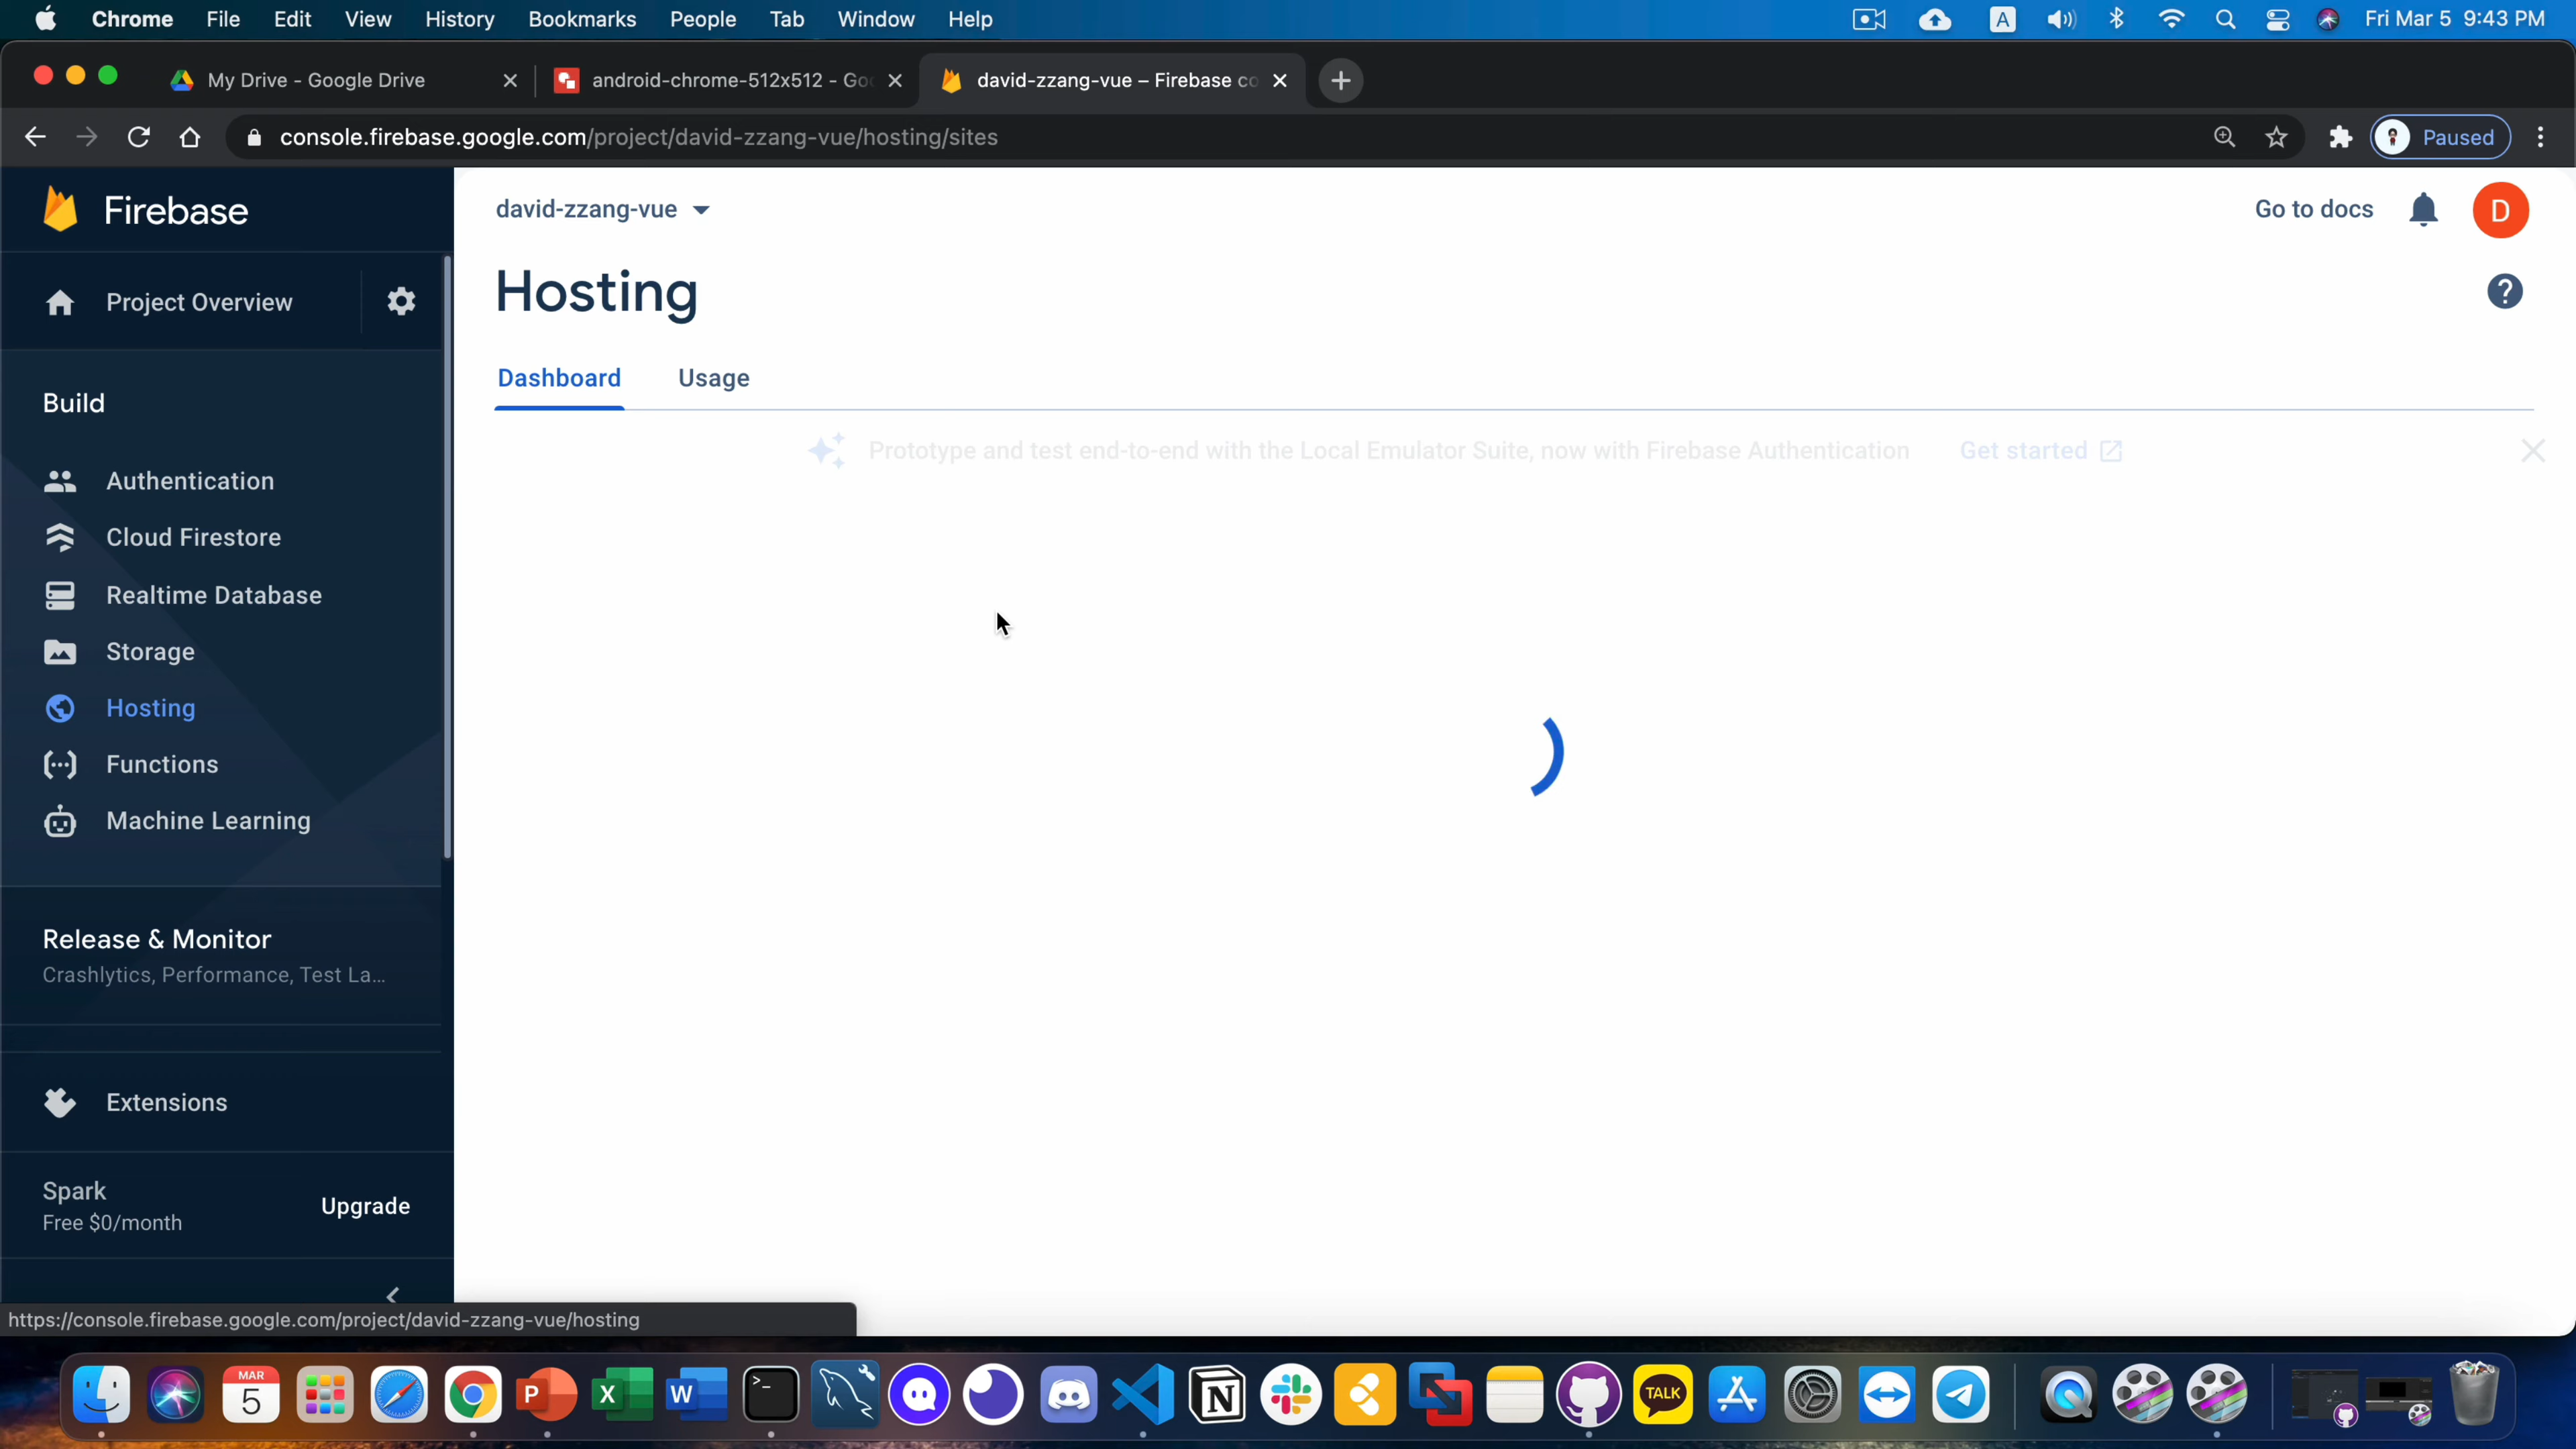 Chrome File Edit View History Bookmarks People Tab Window Help
A
Fri Mar 5 9:43 PM
My Drive - Google Drive
android-chrome-512x512 - Goo
david-zzang-vue – Firebase co
console.firebase.google.com/project/david-zzang-vue/hosting/sites
Paused
Firebase
Project Overview
Build
Authentication
Cloud Firestore
Realtime Database
Storage
Hosting
Functions
Machine Learning
Release & Monitor
Crashlytics, Performance, Test La...
Extensions
Spark
Free $0/month
Upgrade
david-zzang-vue
Go to docs
D
Hosting
?
Dashboard
Usage
Prototype and test end-to-end with the Local Emulator Suite, now with Firebase Authentication
Get started
https://console.firebase.google.com/project/david-zzang-vue/hosting
MAR
5
P
X
W
>_
N
TALK